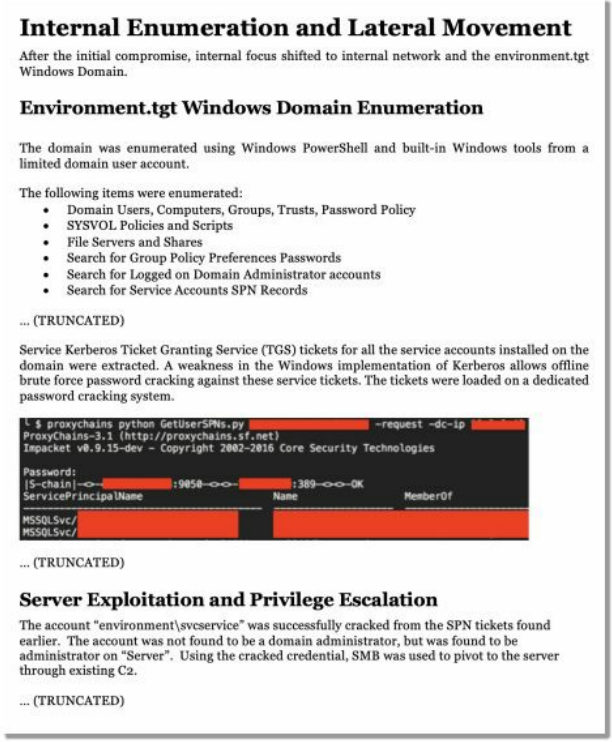 Internal Enumeration and Lateral Movement
After the initial compromise, internal focus shifted to internal network and the environment.tgt
Windows Domain.
Environment.tgt Windows Domain Enumeration
The domain was enumerated using Windows PowerShell and built-in Windows tools from a
limited domain user account.
The following items were enumerated:
• Domain Users, Computers, Groups, Trusts, Password Policy
• SYSVOL Policies and Scripts
• File Servers and Shares
• Search for Group Policy Preferences Passwords
• Search for Logged on Domain Administrator accounts
• Search for Service Accounts SPN Records
... (TRUNCATED)
Service Kerberos Ticket Granting Service (TGS) tickets for all the service accounts installed on the
domain were extracted. A weakness in the Windows implementation of Kerberos allows offline
brute force password cracking against these service tickets. The tickets were loaded on a dedicated
password cracking system.
└ $ proxychains python GetUserSPNs.py -request -dc-ip
ProxyChains-3.1 (http://proxychains.sf.net)
Impacket v0.9.15-dev - Copyright 2002-2016 Core Security Technologies
Password:
|S-chain|-<>- :9050-<><>- :389-<><>-OK
ServicePrincipalName Name MemberOf
MSSQLSvc/
MSSQLSvc/
... (TRUNCATED)
Server Exploitation and Privilege Escalation
The account "environment\svcservice" was successfully cracked from the SPN tickets found
earlier. The account was not found to be a domain administrator, but was found to be
administrator on "Server". Using the cracked credential, SMB was used to pivot to the server
through existing C2.
... (TRUNCATED)